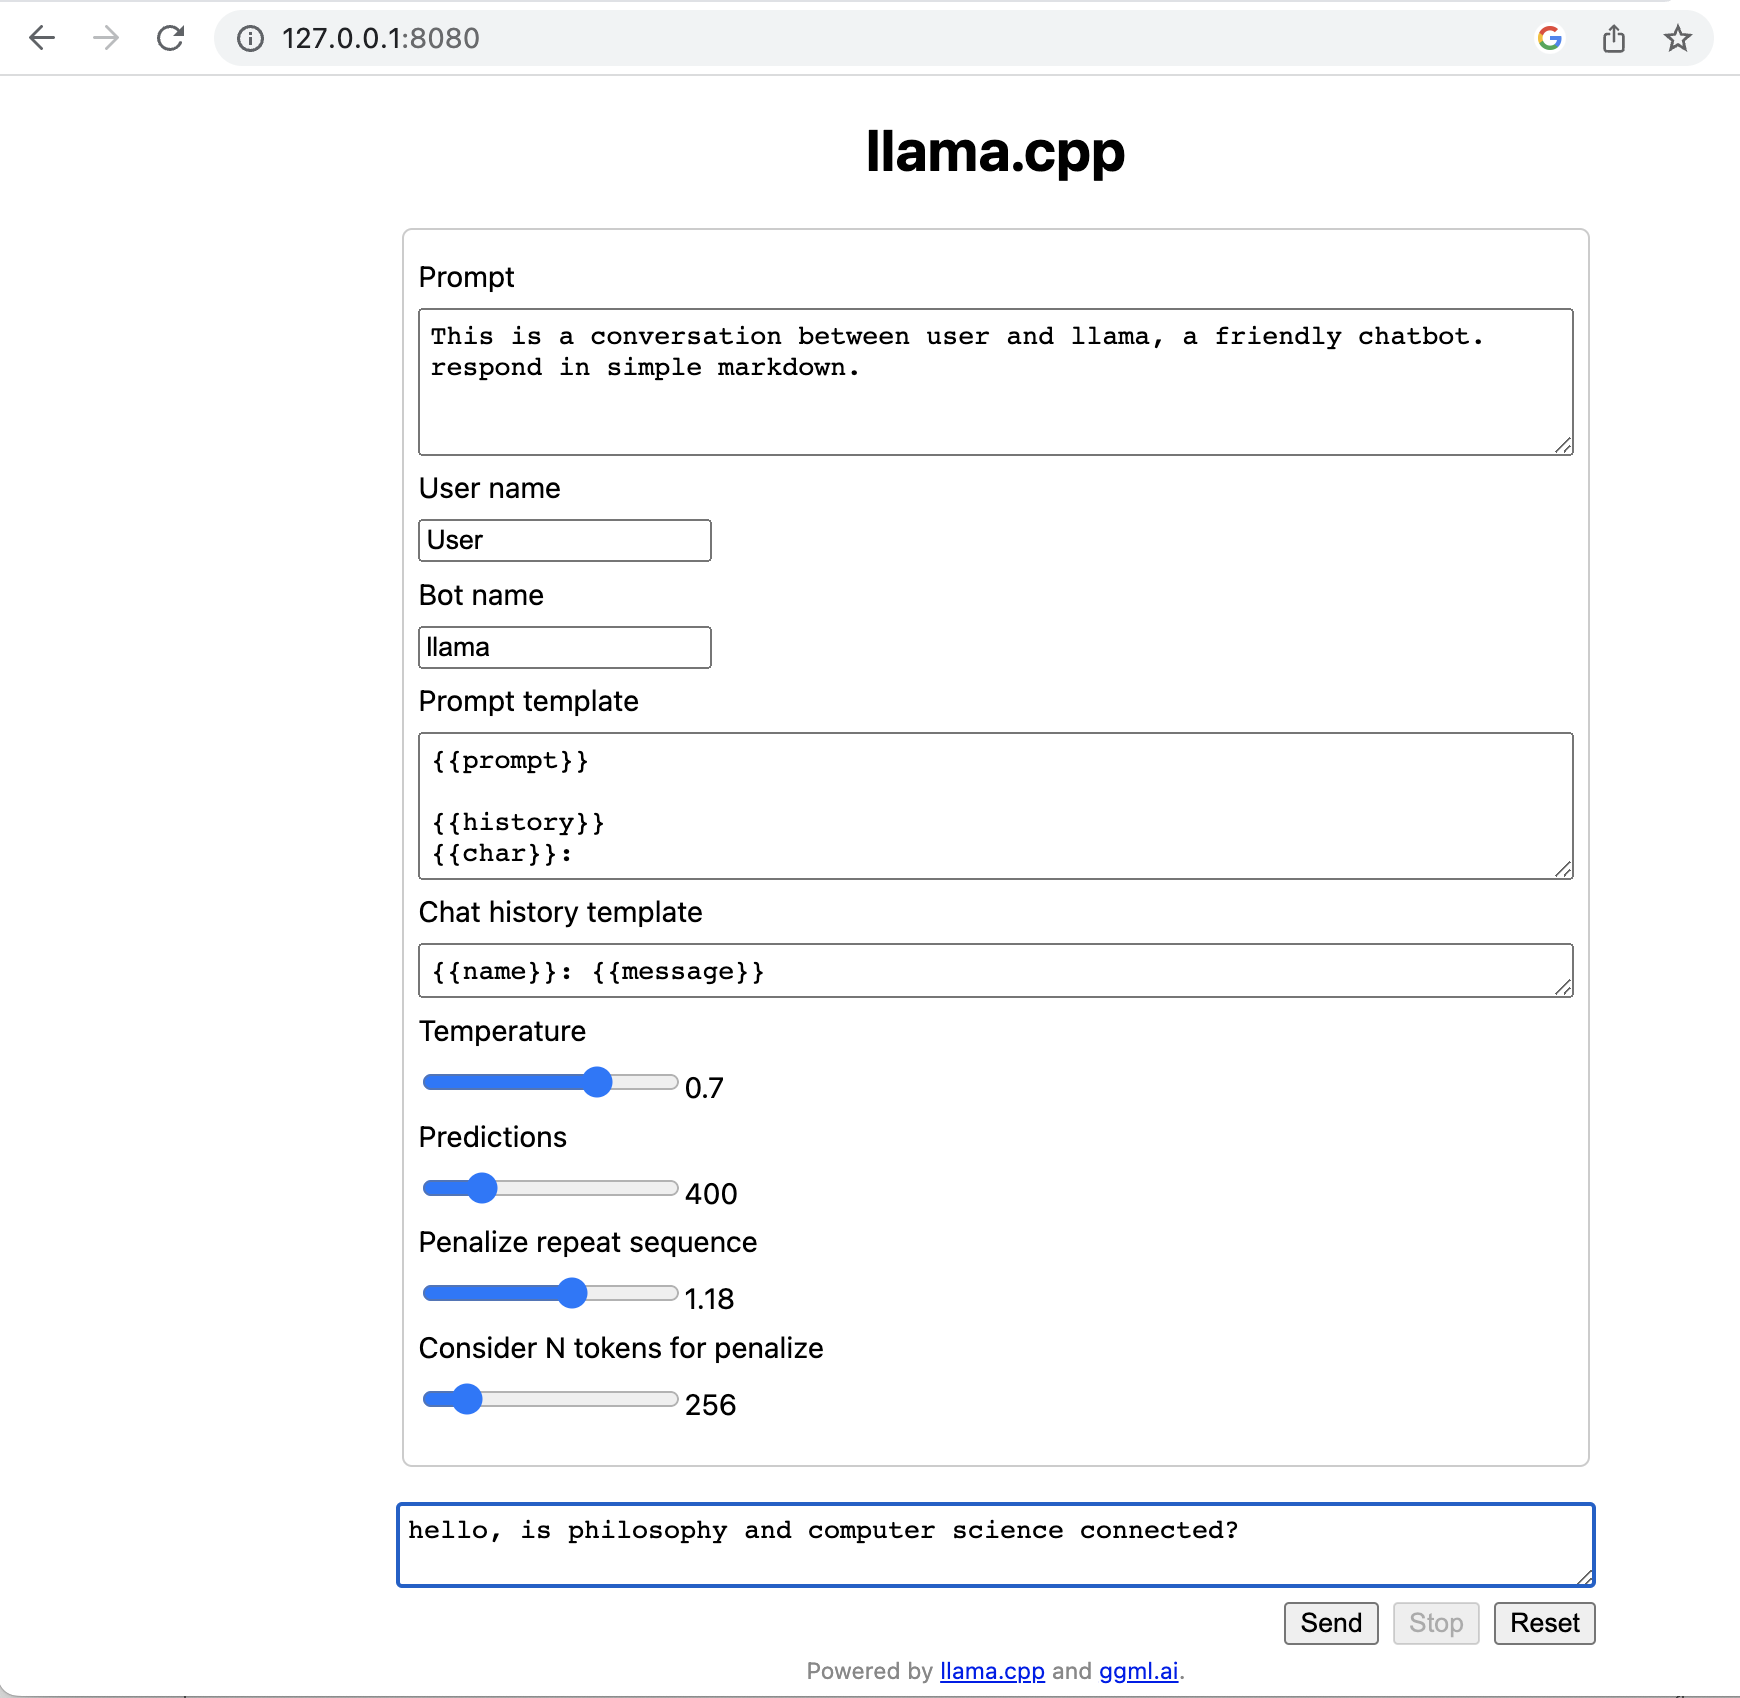 127.0.0.1:8080
llama.cpp
Prompt
This is a conversation between user and llama, a friendly chatbot.
respond in simple markdown.
User name
User
Bot name
llama
Prompt template
{{prompt}}
{{history}}
{{char}}:
Chat history template
{{name}}: {{message}}
Temperature
0.7
Predictions
400
Penalize repeat sequence
1.18
Consider N tokens for penalize
256
hello, is philosophy and computer science connected?
Send Stop Reset
Powered by llama.cpp and ggml.ai.